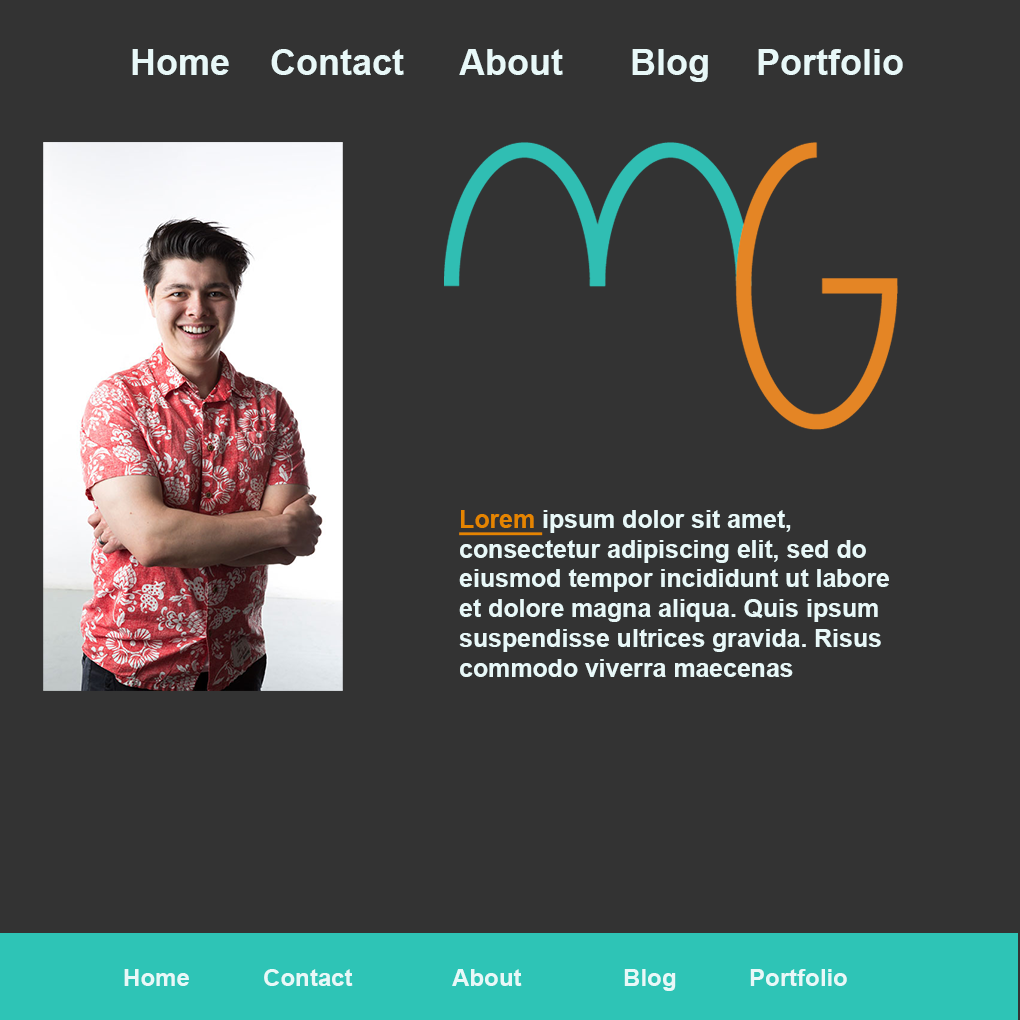 Home Contact About Blog Portfolio
MG
Lorem ipsum dolor sit amet,
consectetur adipiscing elit, sed do
eiusmod tempor incididunt ut labore
et dolore magna aliqua. Quis ipsum
suspendisse ultrices gravida. Risus
commodo viverra maecenas
Home Contact About Blog Portfolio